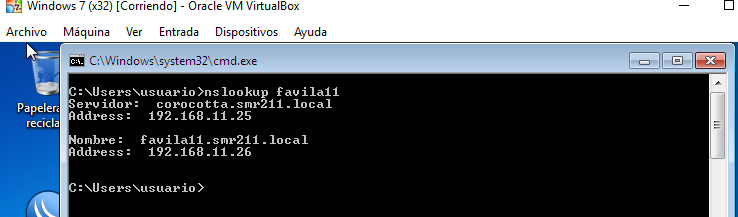 Windows 7 (x32) [Corriendo] - Oracle VM VirtualBox
Archivo Máquina Ver Entrada Dispositivos Ayuda
C:\Windows\system32\cmd.exe
Papelera
recicla
C:\Users\usuario>nslookup favila11
Servidor:  corocotta.smr211.local
Address:  192.168.11.25
Nombre:  favila11.smr211.local
Address:  192.168.11.26
C:\Users\usuario>